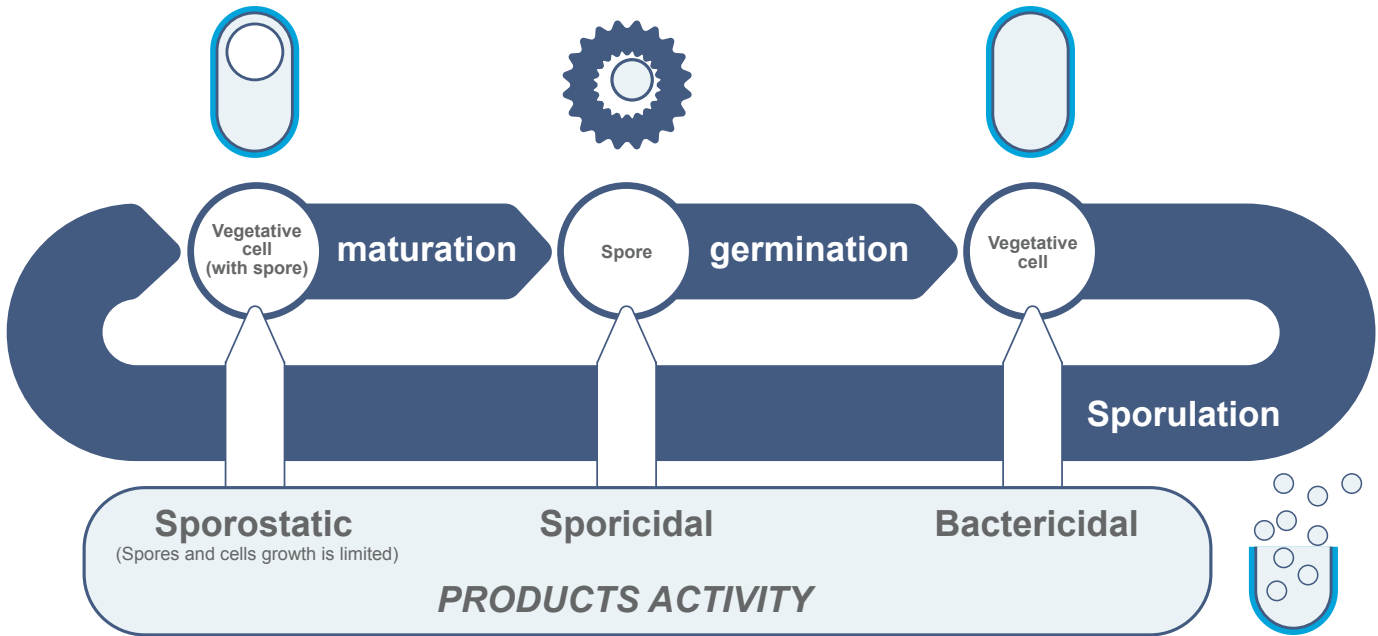 Vegetative
cell
(with spore)
maturation
Spore
germination
Vegetative
cell
Sporulation
Sporostatic
(Spores and cells growth is limited)
Sporicidal
Bactericidal
PRODUCTS ACTIVITY